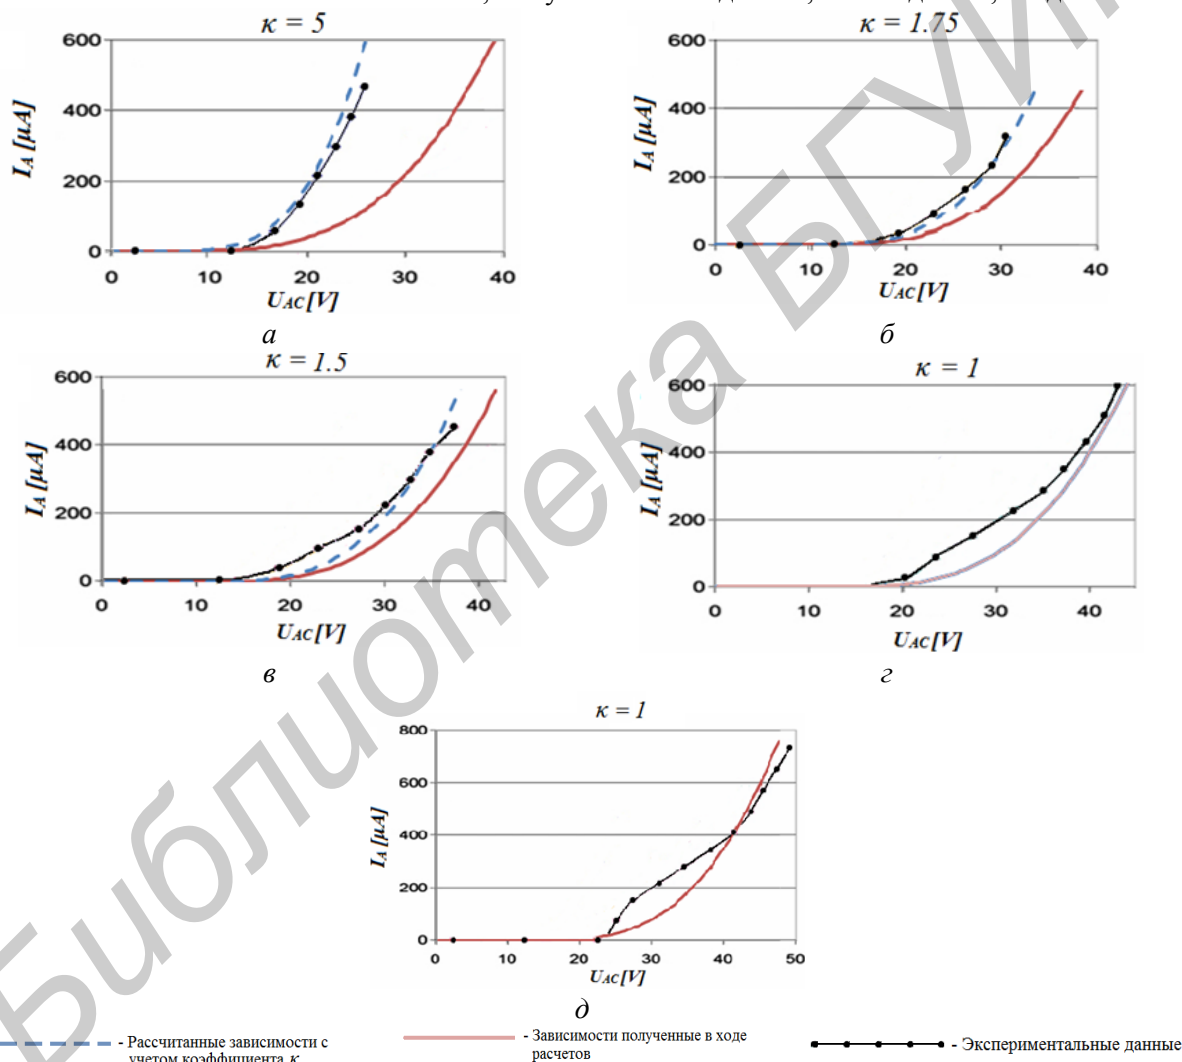 κ = 5
600
400
200
0
0 10 20 30 40
I_A [μA]
U_AC [V]
а
κ = 1.75
600
400
200
0
0 10 20 30 40
I_A [μA]
U_AC [V]
б
κ = 1.5
600
400
200
0
0 10 20 30 40
I_A [μA]
U_AC [V]
в
κ = 1
600
400
200
0
0 10 20 30 40
I_A [μA]
U_AC [V]
г
κ = 1
800
600
400
200
0
0 10 20 30 40 50
I_A [μA]
U_AC [V]
д
- Рассчитанные зависимости с
учетом коэффициента κ
- Зависимости полученные в ходе
расчетов
- Экспериментальные данные
Библиотека БГУИ